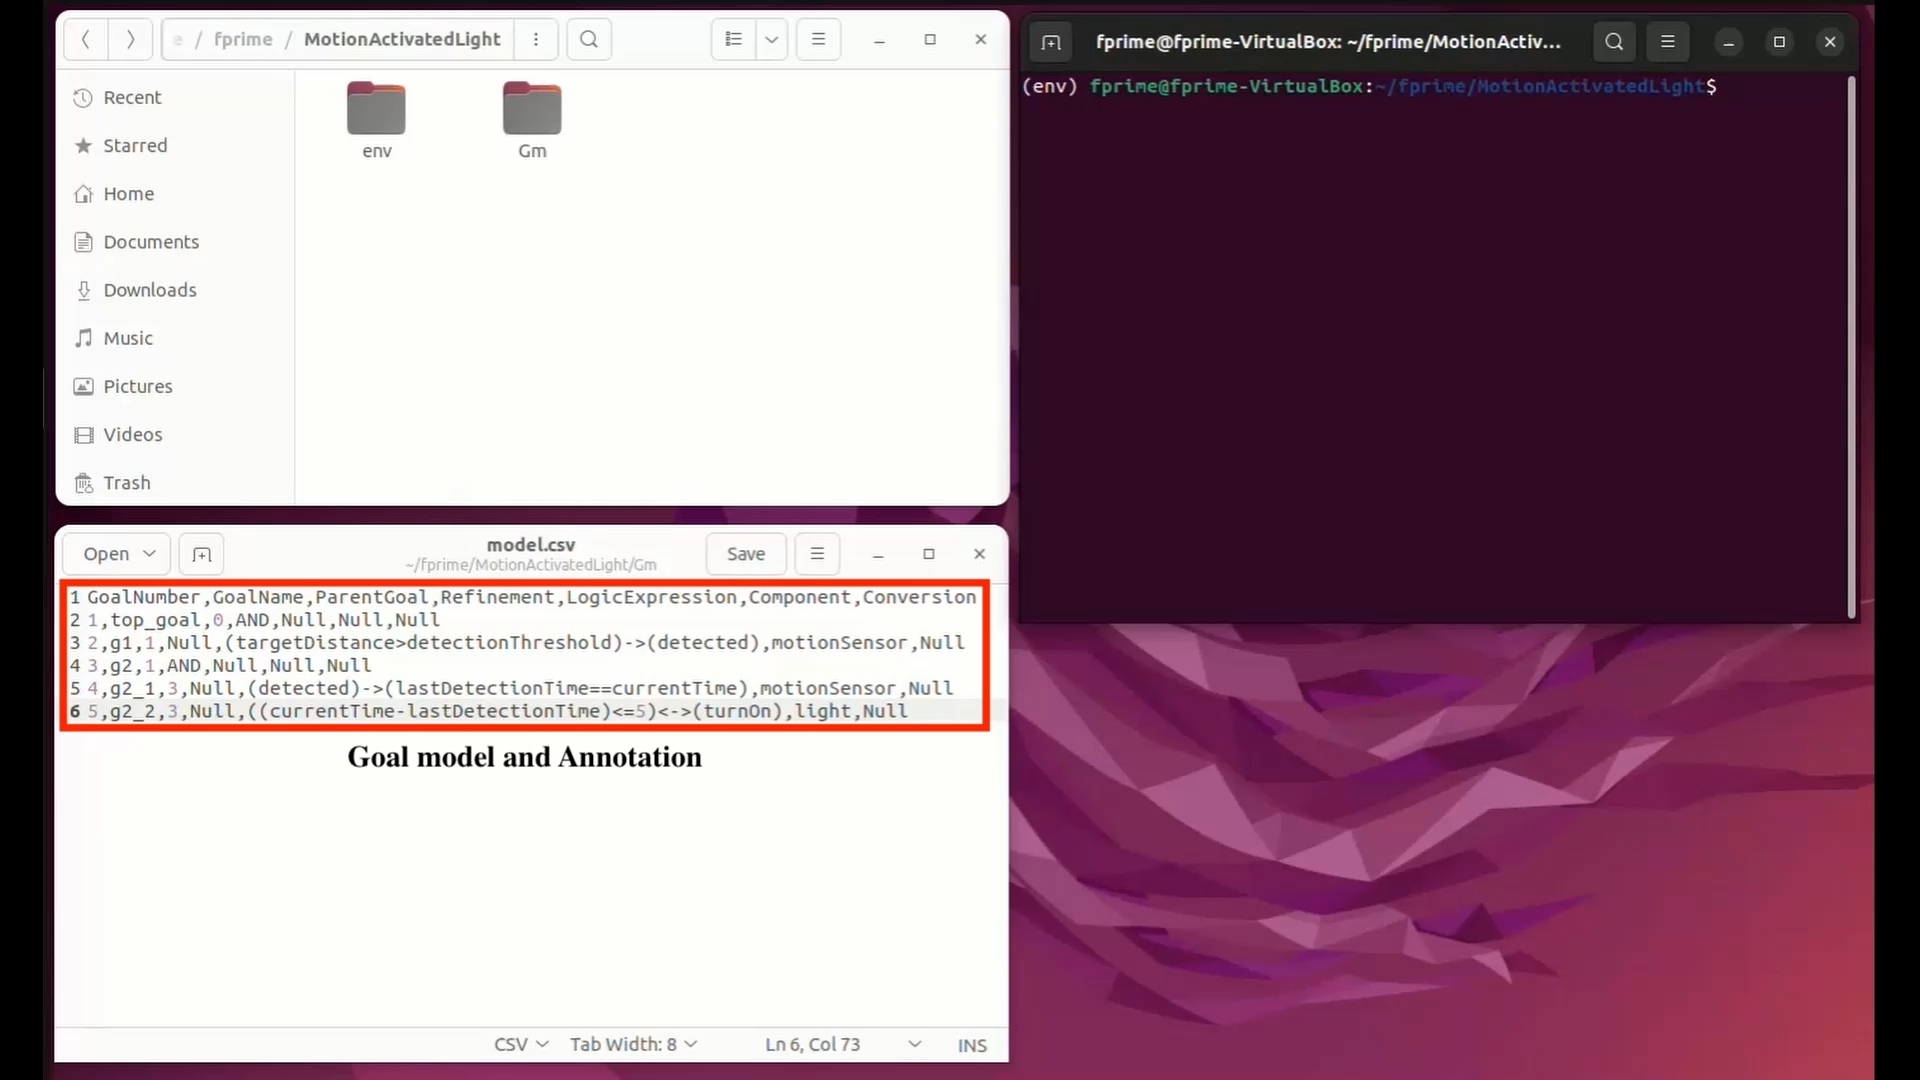 e / fprime / MotionActivatedLight
Recent
Starred
Home
Documents
Downloads
Music
Pictures
Videos
Trash
env
Gm
fprime@fprime-VirtualBox: ~/fprime/MotionActiv...
(env) fprime@fprime-VirtualBox:~/fprime/MotionActivatedLight$
Open
model.csv
~/fprime/MotionActivatedLight/Gm
Save
1 GoalNumber,GoalName,ParentGoal,Refinement,LogicExpression,Component,Conversion
2 1,top_goal,0,AND,Null,Null,Null
3 2,g1,1,Null,(targetDistance>detectionThreshold)->(detected),motionSensor,Null
4 3,g2,1,AND,Null,Null,Null
5 4,g2_1,3,Null,(detected)->(lastDetectionTime==currentTime),motionSensor,Null
6 5,g2_2,3,Null,((currentTime-lastDetectionTime)<=5)<->(turnOn),light,Null
Goal model and Annotation
CSV Tab Width: 8 Ln 6, Col 73 INS